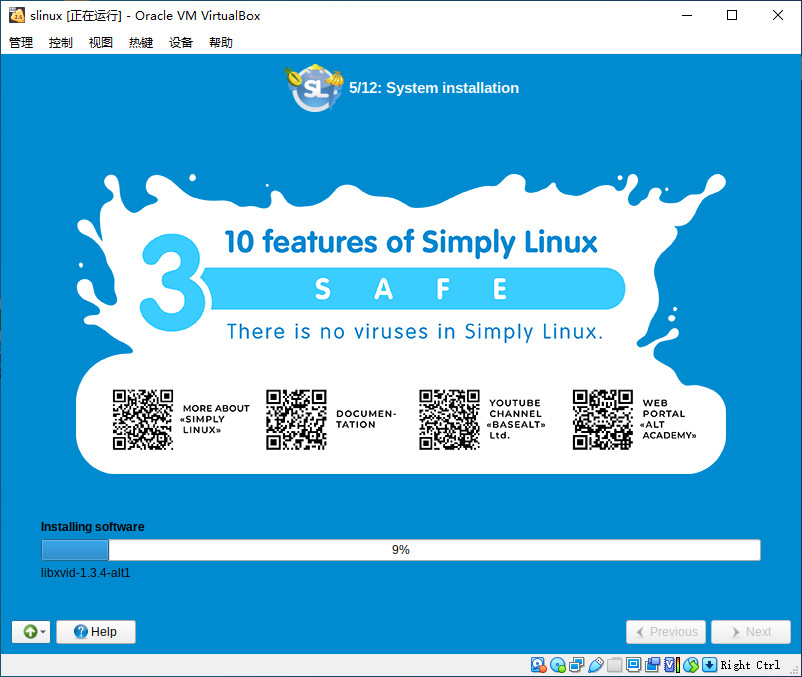 slinux [正在运行] - Oracle VM VirtualBox
管理 控制 视图 热键 设备 帮助
SL
5/12: System installation
3
10 features of Simply Linux
SAFE
There is no viruses in Simply Linux.
MORE ABOUT
«SIMPLY
LINUX»
DOCUMEN-
TATION
YOUTUBE
CHANNEL
«BASEALT»
Ltd.
WEB
PORTAL
«ALT
ACADEMY»
Installing software
9%
libxvid-1.3.4-alt1
Help
Previous
Next
Right Ctrl